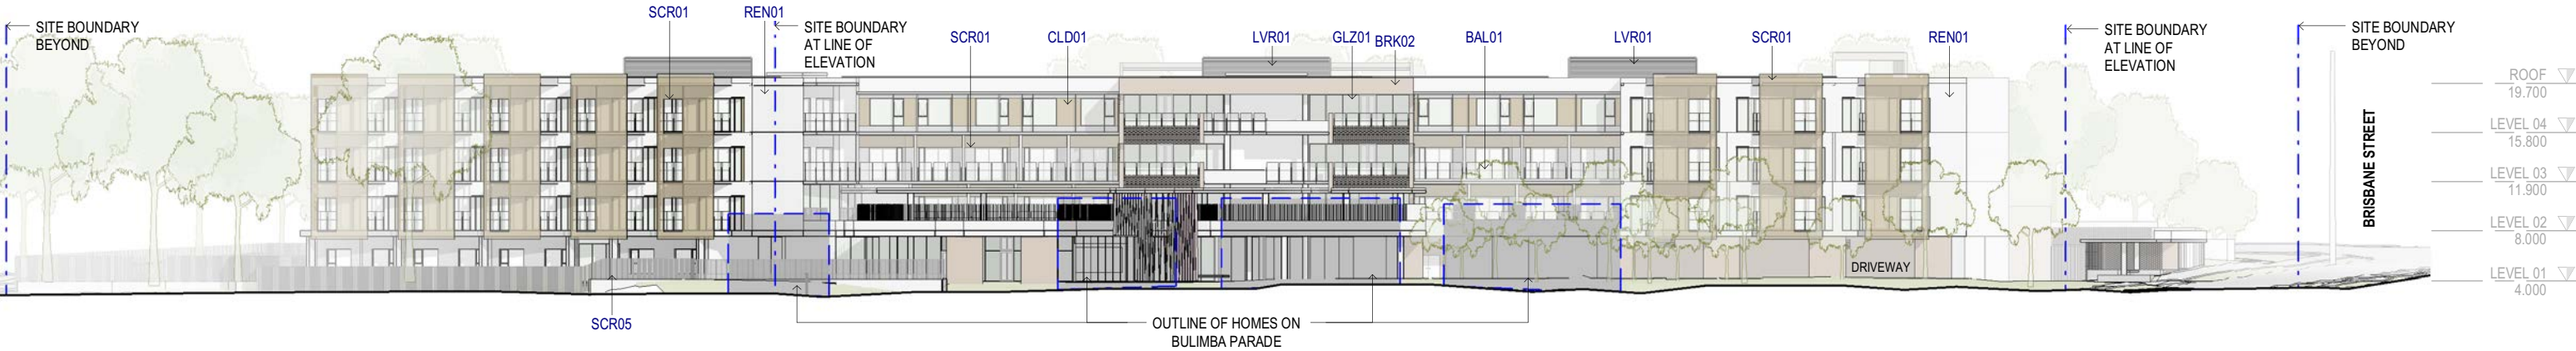 SITE BOUNDARY
BEYOND
SCR01
REN01
SITE BOUNDARY
AT LINE OF
ELEVATION
SCR01
CLD01
LVR01
GLZ01
BRK02
BAL01
LVR01
SCR01
REN01
SITE BOUNDARY
AT LINE OF
ELEVATION
SITE BOUNDARY
BEYOND
BRISBANE STREET
ROOF
19.700
LEVEL 04
15.800
LEVEL 03
11.900
LEVEL 02
8.000
LEVEL 01
4.000
DRIVEWAY
SCR05
OUTLINE OF HOMES ON
BULIMBA PARADE